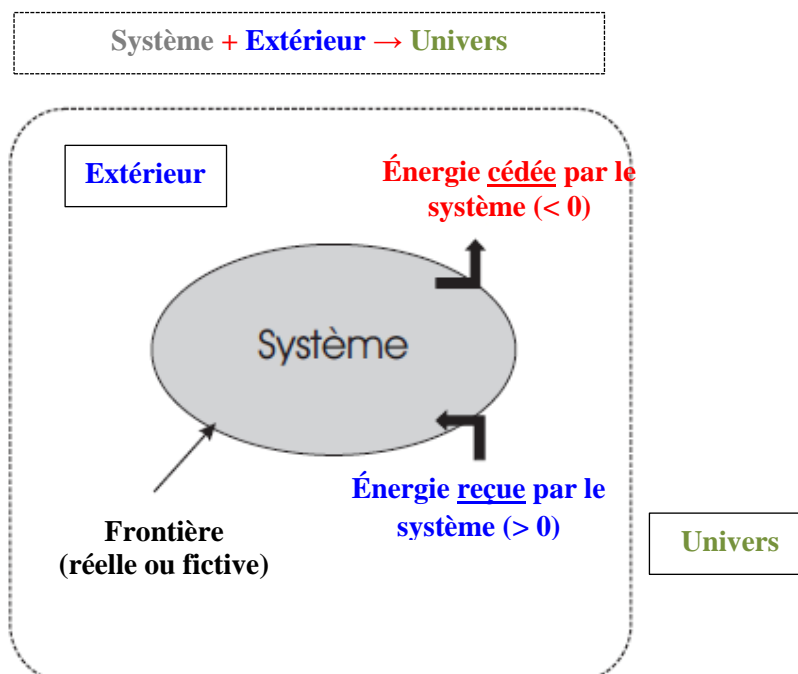 Système + Extérieur → Univers
Extérieur
Énergie cédée par le
système (< 0)
Système
Énergie reçue par le
système (> 0)
Frontière
(réelle ou fictive)
Univers